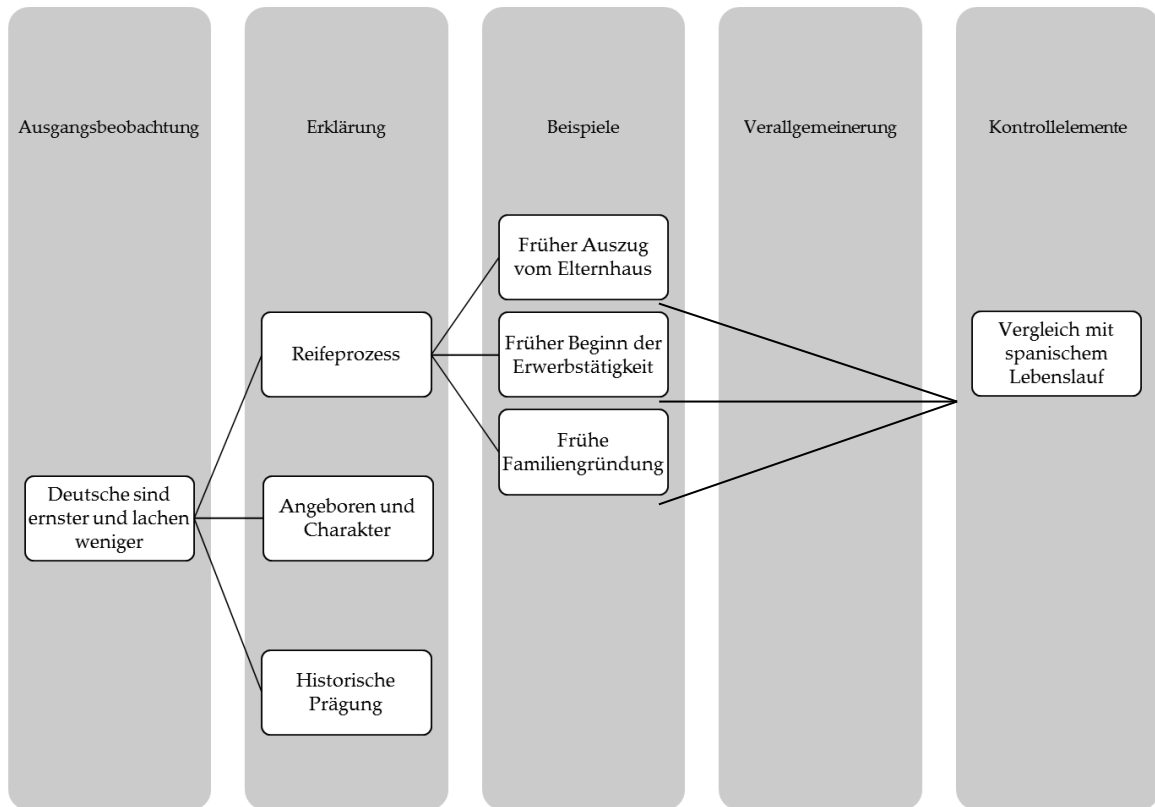 Ausgangsbeobachtung
Erklärung
Beispiele
Verallgemeinerung
Kontrollelemente
Deutsche sind
ernster und lachen
weniger
Reifeprozess
Angeboren und
Charakter
Historische
Prägung
Früher Auszug
vom Elternhaus
Früher Beginn der
Erwerbstätigkeit
Frühe
Familiengründung
Vergleich mit
spanischem
Lebenslauf